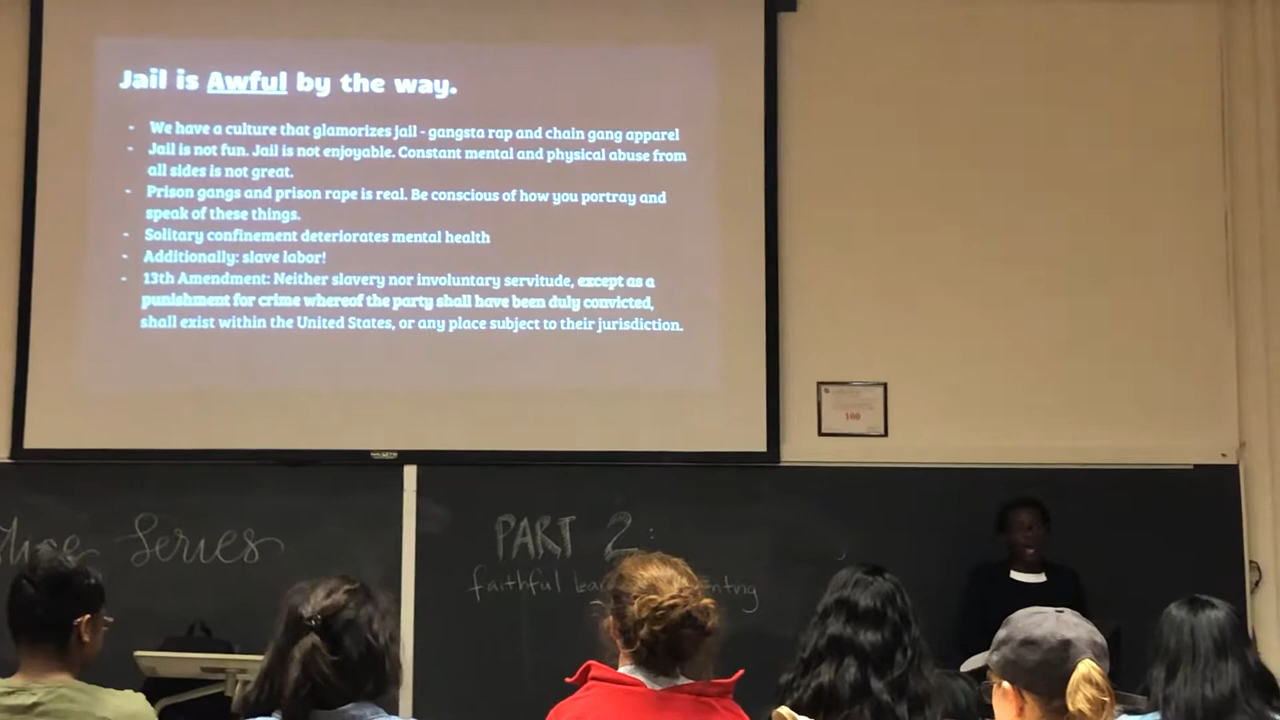 Jail is Awful by the way.
- We have a culture that glamorizes jail - gangsta rap and chain gang apparel
- Jail is not fun. Jail is not enjoyable. Constant mental and physical abuse from
all sides is not great.
- Prison gangs and prison rape is real. Be conscious of how you portray and
speak of these things.
- Solitary confinement deteriorates mental health
- Additionally: slave labor!
- 13th Amendment: Neither slavery nor involuntary servitude, except as a
punishment for crime whereof the party shall have been duly convicted,
shall exist within the United States, or any place subject to their jurisdiction.
100
Series
PART 2:
faithful